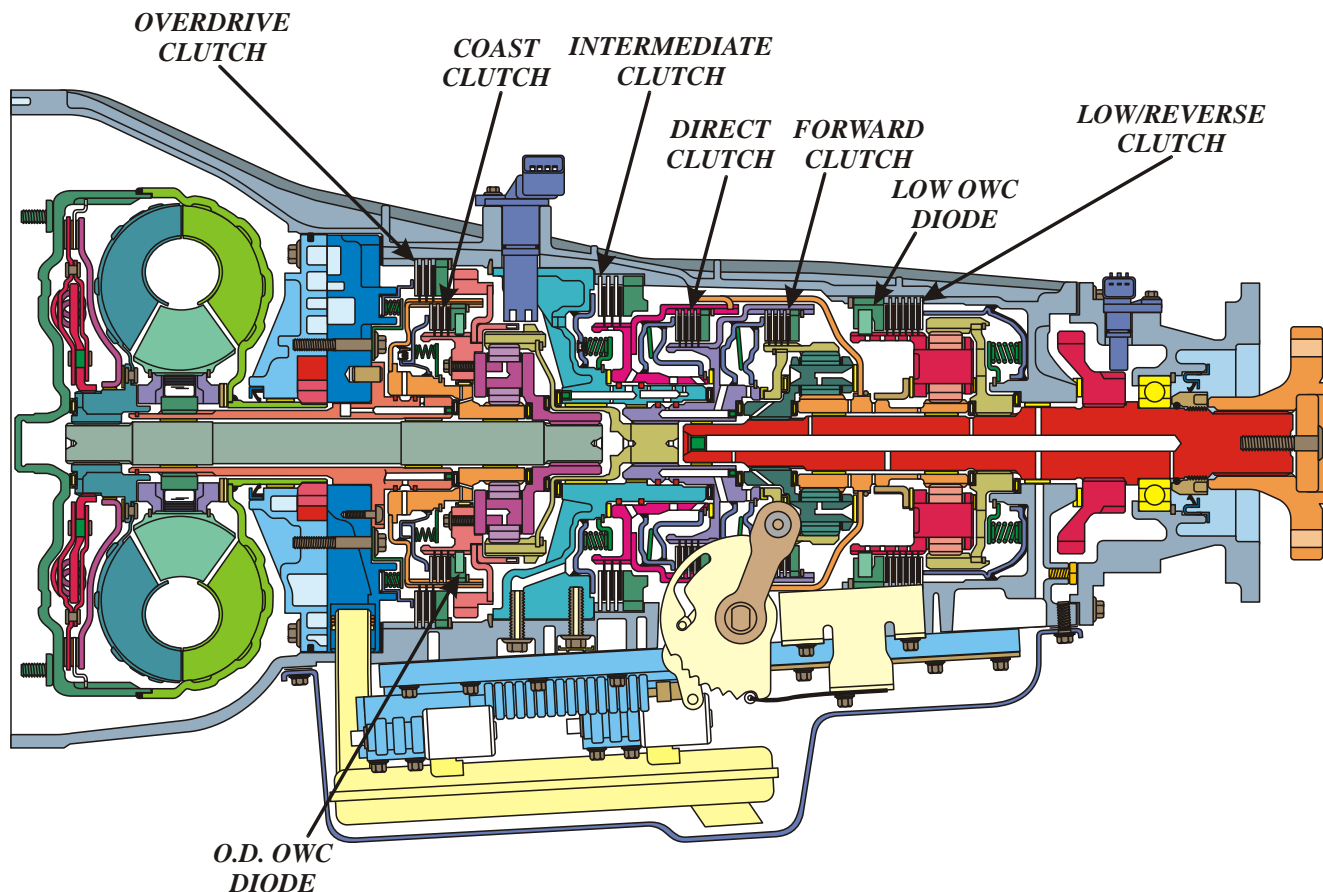 OVERDRIVE
CLUTCH
COAST
CLUTCH
INTERMEDIATE
CLUTCH
DIRECT
CLUTCH
FORWARD
CLUTCH
LOW/REVERSE
CLUTCH
LOW OWC
DIODE
O.D. OWC
DIODE